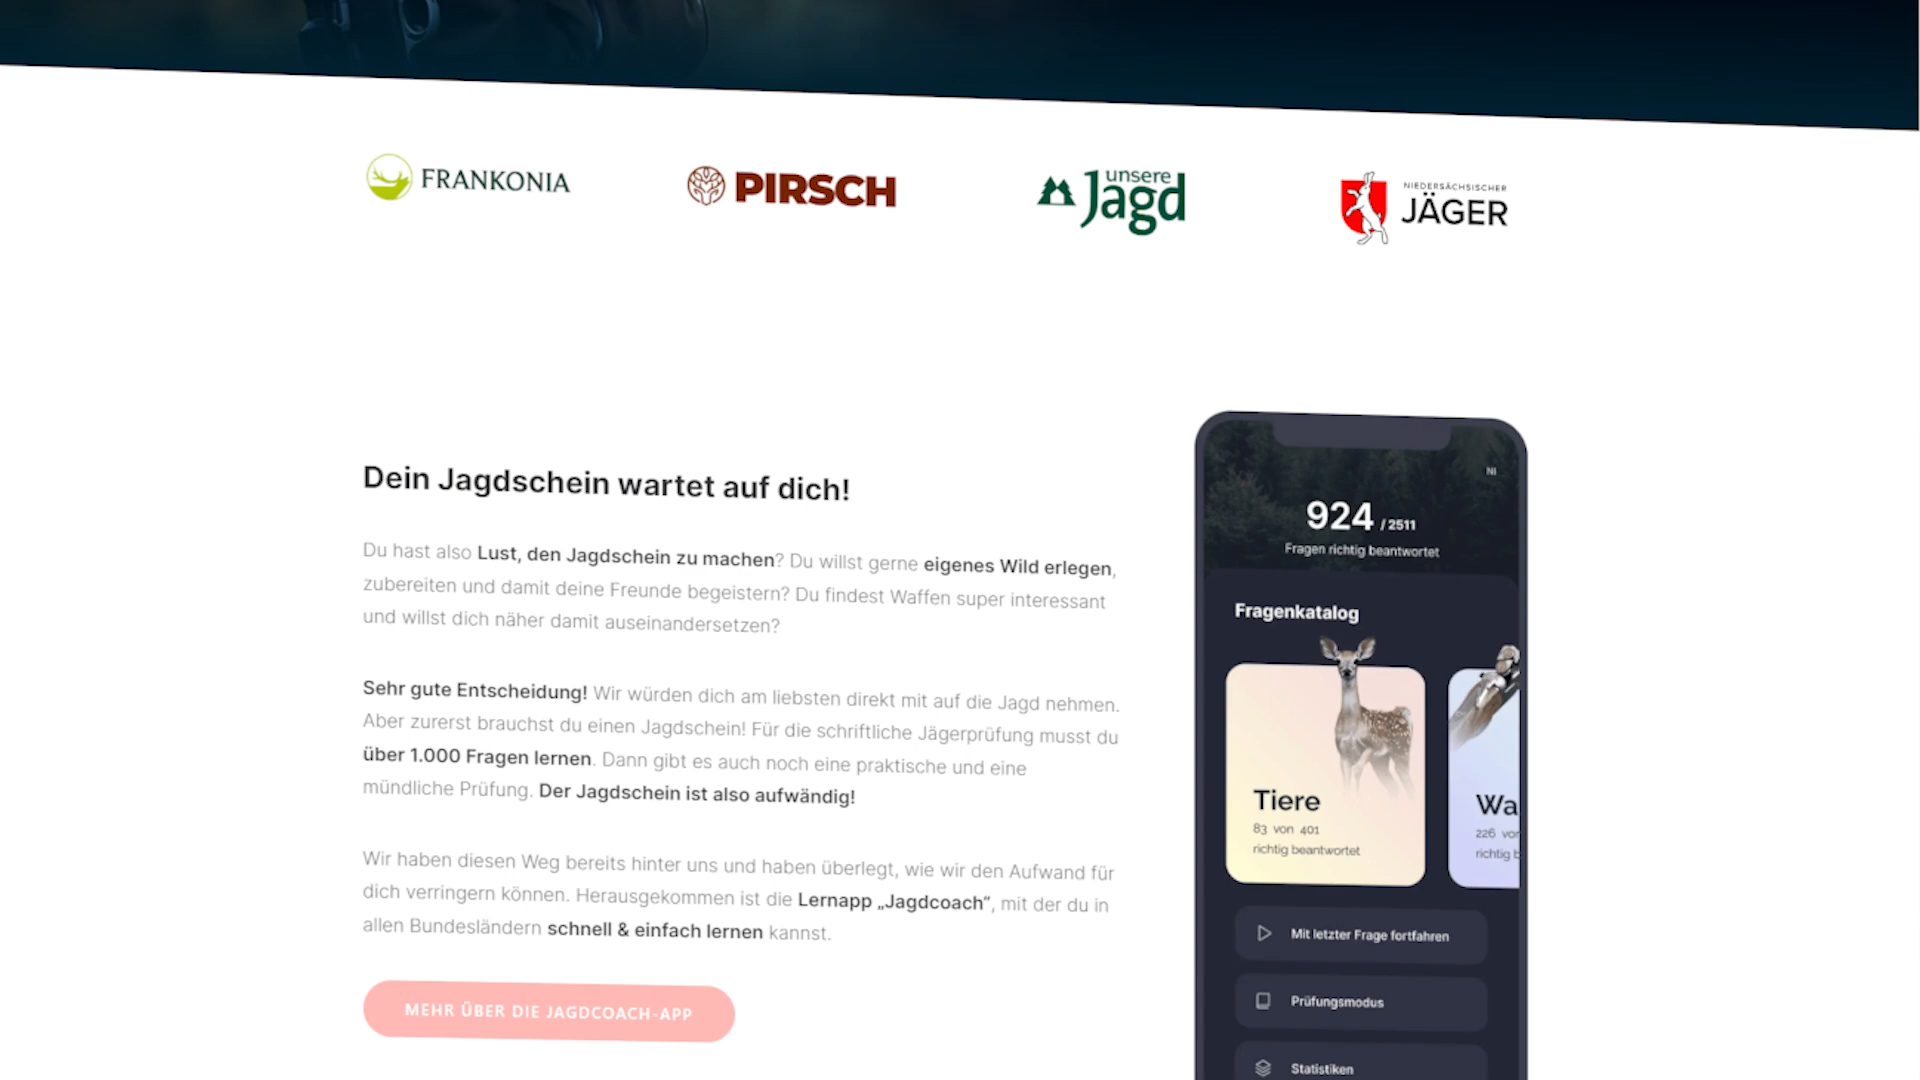 FRANKONIA
PIRSCH
unsere
Jagd
NIEDERSÄCHSISCHER
JÄGER
Dein Jagdschein wartet auf dich!
Du hast also Lust, den Jagdschein zu machen? Du willst gerne eigenes Wild erlegen,
zubereiten und damit deine Freunde begeistern? Du findest Waffen super interessant
und willst dich näher damit auseinandersetzen?
Sehr gute Entscheidung! Wir würden dich am liebsten direkt mit auf die Jagd nehmen.
Aber zurerst brauchst du einen Jagdschein! Für die schriftliche Jägerprüfung musst du
über 1.000 Fragen lernen. Dann gibt es auch noch eine praktische und eine
mündliche Prüfung. Der Jagdschein ist also aufwändig!
Wir haben diesen Weg bereits hinter uns und haben überlegt, wie wir den Aufwand für
dich verringern können. Herausgekommen ist die Lernapp „Jagdcoach“, mit der du in
allen Bundesländern schnell & einfach lernen kannst.
MEHR ÜBER DIE JAGDCOACH-APP
NI
924 / 2511
Fragen richtig beantwortet
Fragenkatalog
Tiere
83 von 401
richtig beantwortet
Wa
226 vor
richtig b
Mit letzter Frage fortfahren
Prüfungsmodus
Statistiken